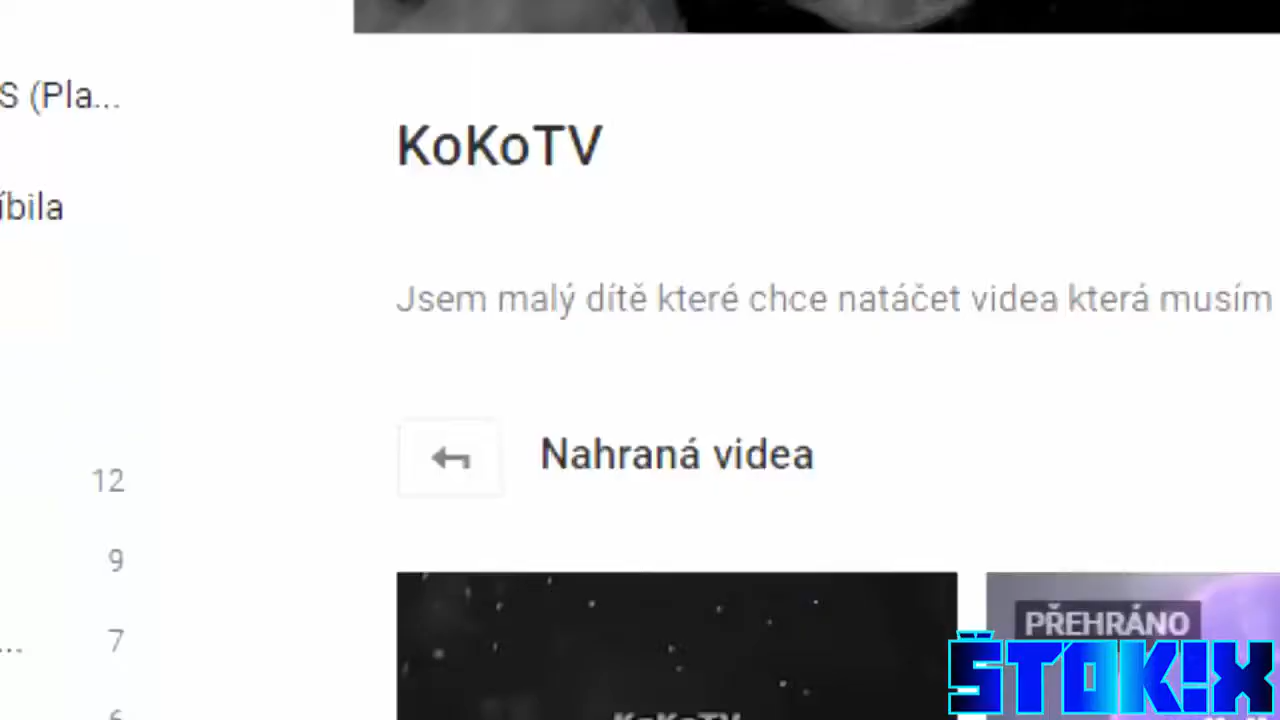 S (Pla...
KoKoTV
íbila
Jsem malý dítě které chce natáčet videa která musím
Nahraná videa
12
9
7
...
PŘEHRÁNO
ŠTOK!X
KoKoTV